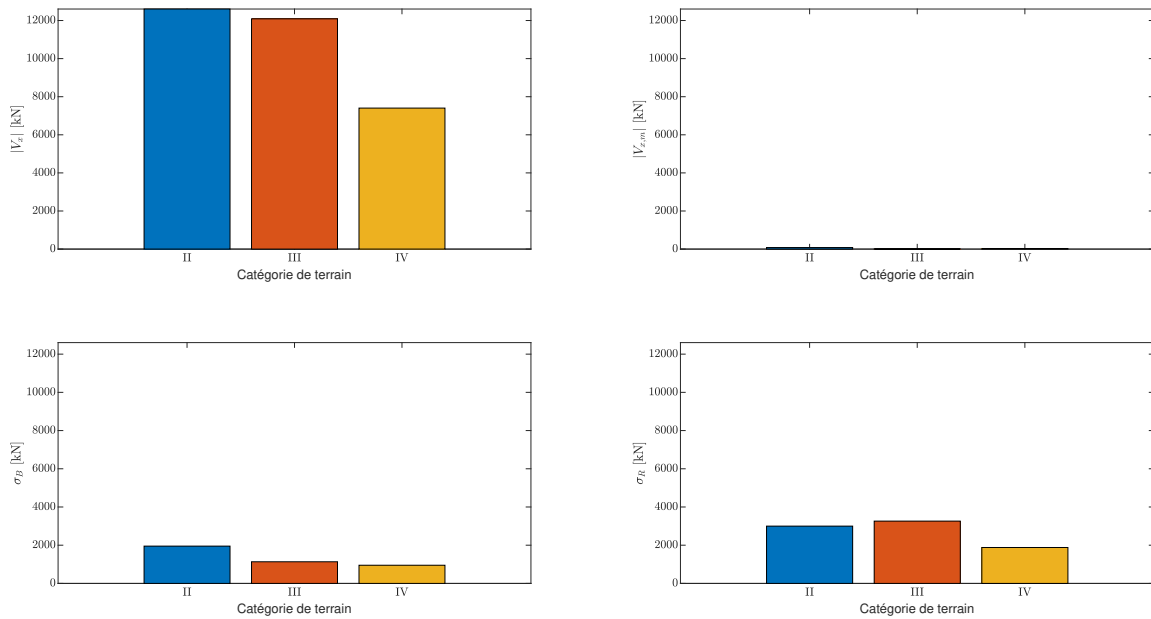 12000
10000
8000
6000
4000
2000
0
|V_x| [kN]
II III IV
Catégorie de terrain
12000
10000
8000
6000
4000
2000
0
|V_{x,m}| [kN]
II III IV
Catégorie de terrain
12000
10000
8000
6000
4000
2000
0
σ_B [kN]
II III IV
Catégorie de terrain
12000
10000
8000
6000
4000
2000
0
σ_R [kN]
II III IV
Catégorie de terrain